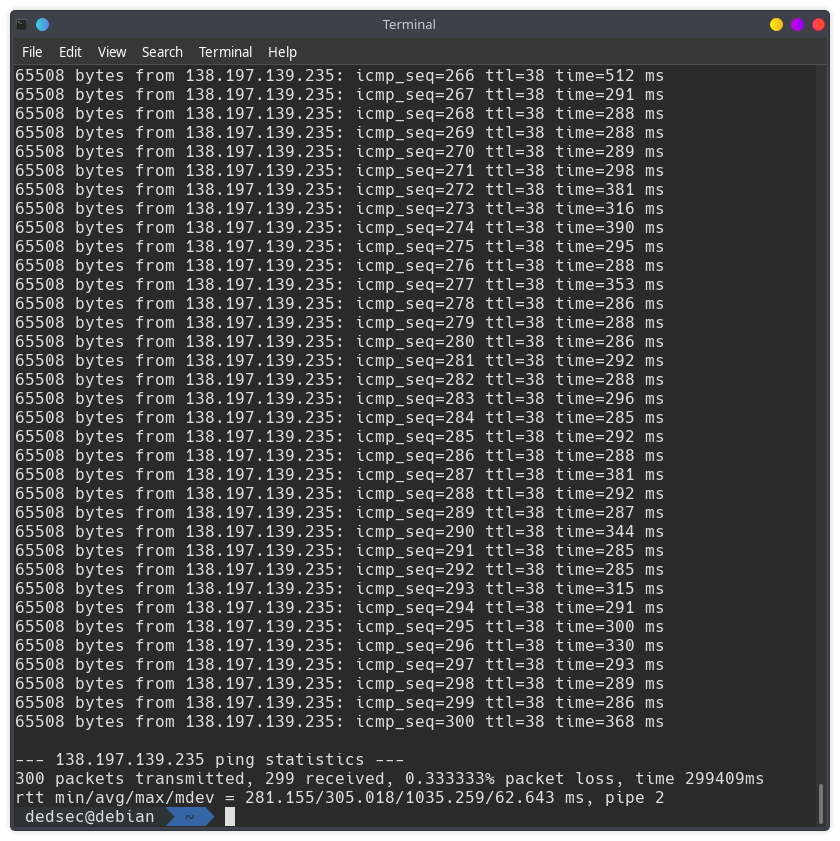 Terminal
File Edit View Search Terminal Help
65508 bytes from 138.197.139.235: icmp_seq=266 ttl=38 time=512 ms
65508 bytes from 138.197.139.235: icmp_seq=267 ttl=38 time=291 ms
65508 bytes from 138.197.139.235: icmp_seq=268 ttl=38 time=288 ms
65508 bytes from 138.197.139.235: icmp_seq=269 ttl=38 time=288 ms
65508 bytes from 138.197.139.235: icmp_seq=270 ttl=38 time=289 ms
65508 bytes from 138.197.139.235: icmp_seq=271 ttl=38 time=298 ms
65508 bytes from 138.197.139.235: icmp_seq=272 ttl=38 time=381 ms
65508 bytes from 138.197.139.235: icmp_seq=273 ttl=38 time=316 ms
65508 bytes from 138.197.139.235: icmp_seq=274 ttl=38 time=390 ms
65508 bytes from 138.197.139.235: icmp_seq=275 ttl=38 time=295 ms
65508 bytes from 138.197.139.235: icmp_seq=276 ttl=38 time=288 ms
65508 bytes from 138.197.139.235: icmp_seq=277 ttl=38 time=353 ms
65508 bytes from 138.197.139.235: icmp_seq=278 ttl=38 time=286 ms
65508 bytes from 138.197.139.235: icmp_seq=279 ttl=38 time=288 ms
65508 bytes from 138.197.139.235: icmp_seq=280 ttl=38 time=286 ms
65508 bytes from 138.197.139.235: icmp_seq=281 ttl=38 time=292 ms
65508 bytes from 138.197.139.235: icmp_seq=282 ttl=38 time=288 ms
65508 bytes from 138.197.139.235: icmp_seq=283 ttl=38 time=296 ms
65508 bytes from 138.197.139.235: icmp_seq=284 ttl=38 time=285 ms
65508 bytes from 138.197.139.235: icmp_seq=285 ttl=38 time=292 ms
65508 bytes from 138.197.139.235: icmp_seq=286 ttl=38 time=288 ms
65508 bytes from 138.197.139.235: icmp_seq=287 ttl=38 time=381 ms
65508 bytes from 138.197.139.235: icmp_seq=288 ttl=38 time=292 ms
65508 bytes from 138.197.139.235: icmp_seq=289 ttl=38 time=287 ms
65508 bytes from 138.197.139.235: icmp_seq=290 ttl=38 time=344 ms
65508 bytes from 138.197.139.235: icmp_seq=291 ttl=38 time=285 ms
65508 bytes from 138.197.139.235: icmp_seq=292 ttl=38 time=285 ms
65508 bytes from 138.197.139.235: icmp_seq=293 ttl=38 time=315 ms
65508 bytes from 138.197.139.235: icmp_seq=294 ttl=38 time=291 ms
65508 bytes from 138.197.139.235: icmp_seq=295 ttl=38 time=300 ms
65508 bytes from 138.197.139.235: icmp_seq=296 ttl=38 time=330 ms
65508 bytes from 138.197.139.235: icmp_seq=297 ttl=38 time=293 ms
65508 bytes from 138.197.139.235: icmp_seq=298 ttl=38 time=289 ms
65508 bytes from 138.197.139.235: icmp_seq=299 ttl=38 time=286 ms
65508 bytes from 138.197.139.235: icmp_seq=300 ttl=38 time=368 ms
--- 138.197.139.235 ping statistics ---
300 packets transmitted, 299 received, 0.333333% packet loss, time 299409ms
rtt min/avg/max/mdev = 281.155/305.018/1035.259/62.643 ms, pipe 2
dedsec@debian ~